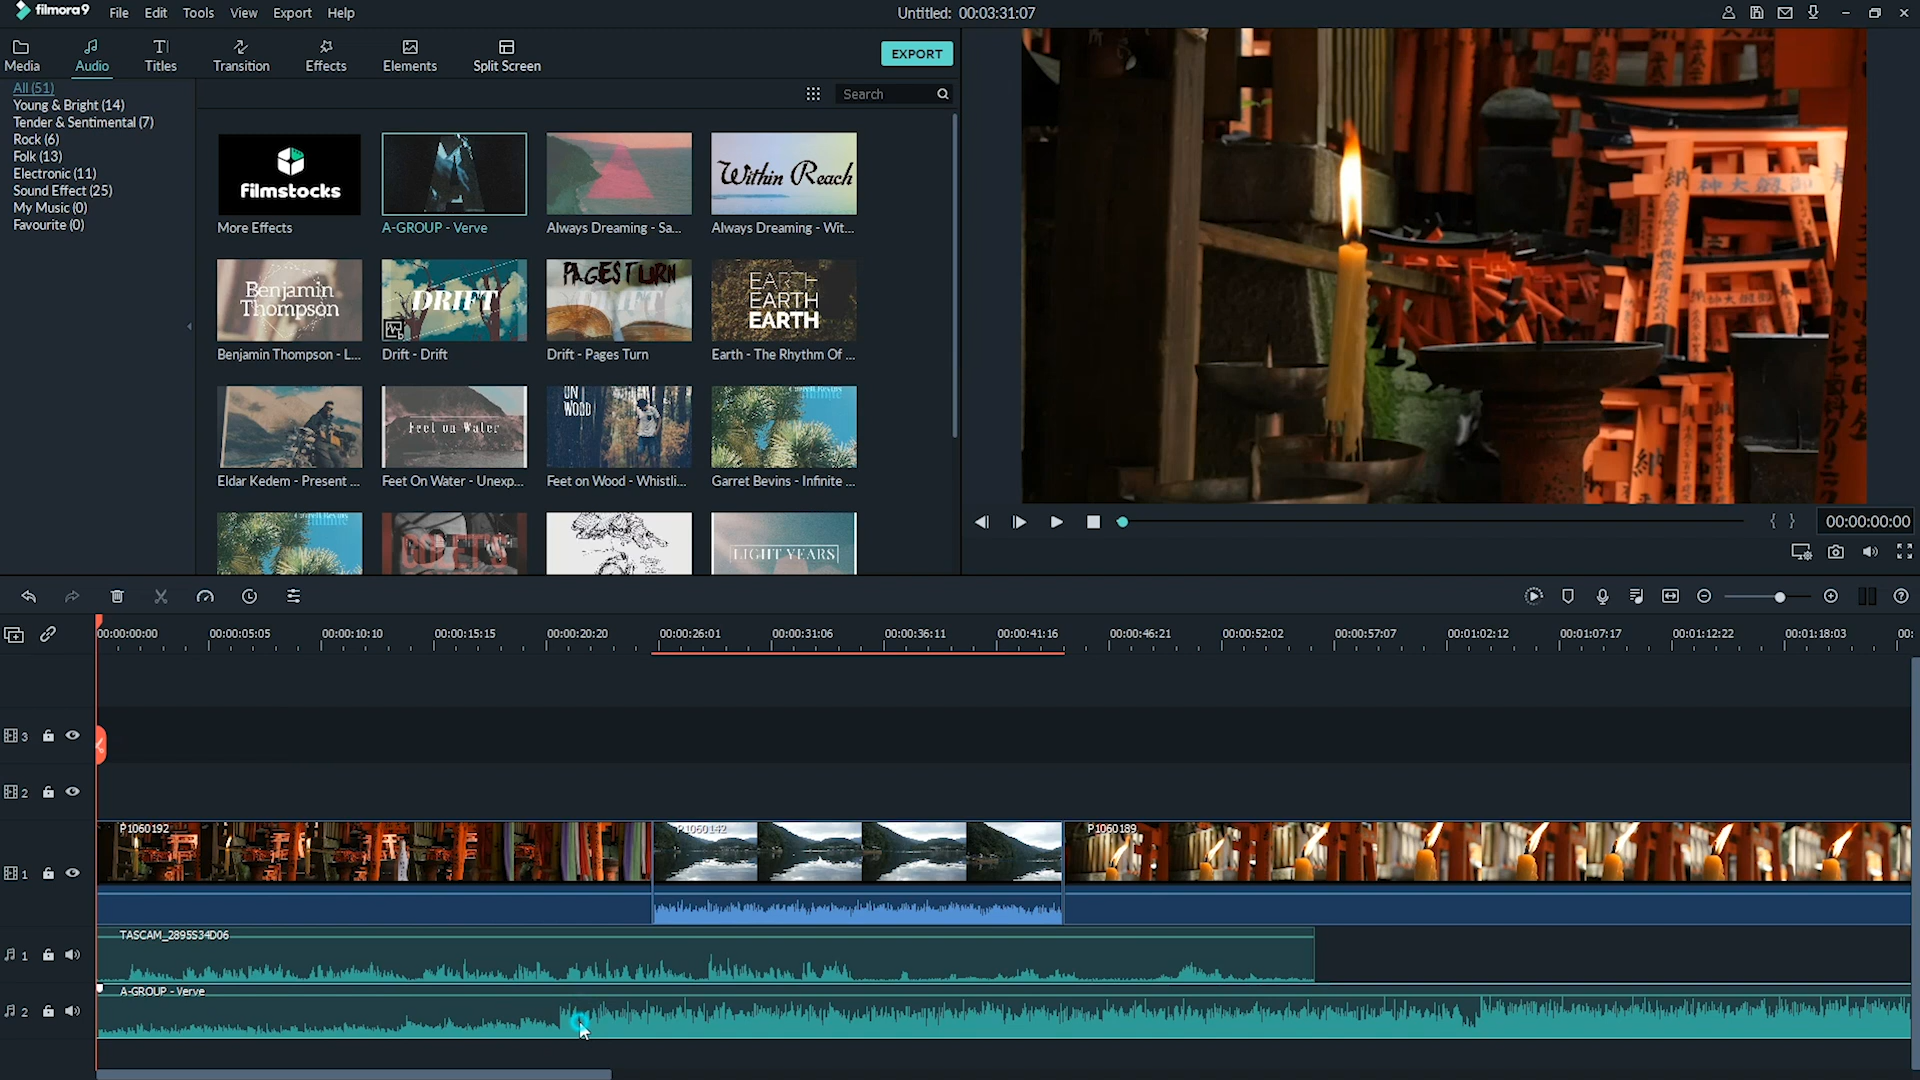 filmora9
File Edit Tools View Export Help
Untitled: 00:03:31:07
Media
Audio
Titles
Transition
Effects
Elements
Split Screen
EXPORT
All (51)
Young & Bright (14)
Tender & Sentimental (7)
Rock (6)
Folk (13)
Electronic (11)
Sound Effect (25)
My Music (0)
Favourite (0)
Search
filmstocks
More Effects
A-GROUP - Verve
Always Dreaming - Sa...
Within Reach
Always Dreaming - Wit...
Benjamin
Thompson
Benjamin Thompson - L...
DRIFT
Drift - Drift
PAGES TURN
DRIFT
Drift - Pages Turn
EARTH
EARTH
EARTH
Earth - The Rhythm Of ...
Eldar Kedem - Present ...
Feet on Water
Feet On Water - Unexp...
ON
WOOD
Feet on Wood - Whistli...
Garret Bevins - Infinite ...
LIGHT YEARS
神大
納
00:00:00:00
00:00:00:00 00:00:05:05 00:00:10:10 00:00:15:15 00:00:20:20 00:00:26:01 00:00:31:06 00:00:36:11 00:00:41:16 00:00:46:21 00:00:52:02 00:00:57:07 00:01:02:12 00:01:07:17 00:01:12:22 00:01:18:03 00:
3
2
1
P1060192
P1060142
P1060189
1
TASCAM_2895S34D06
2
A-GROUP - Verve